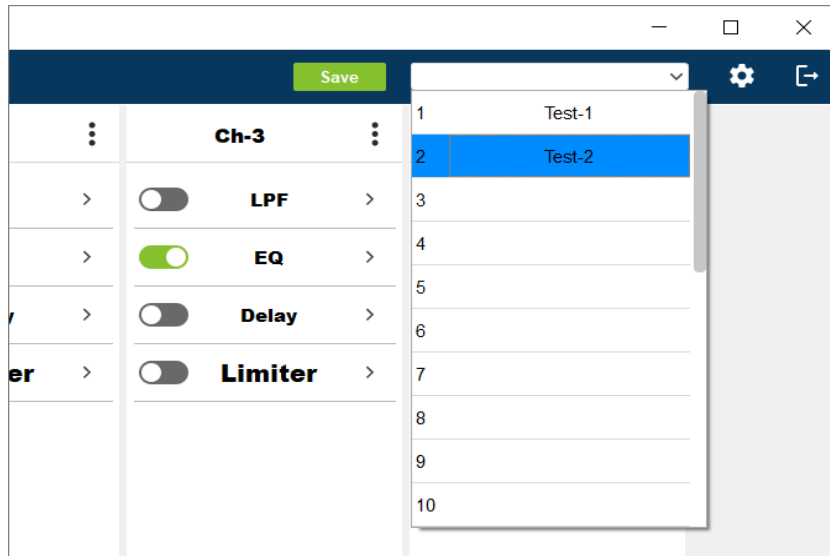 Save
Ch-3
LPF
EQ
Delay
Limiter
y
er
1 Test-1
2 Test-2
3
4
5
6
7
8
9
10